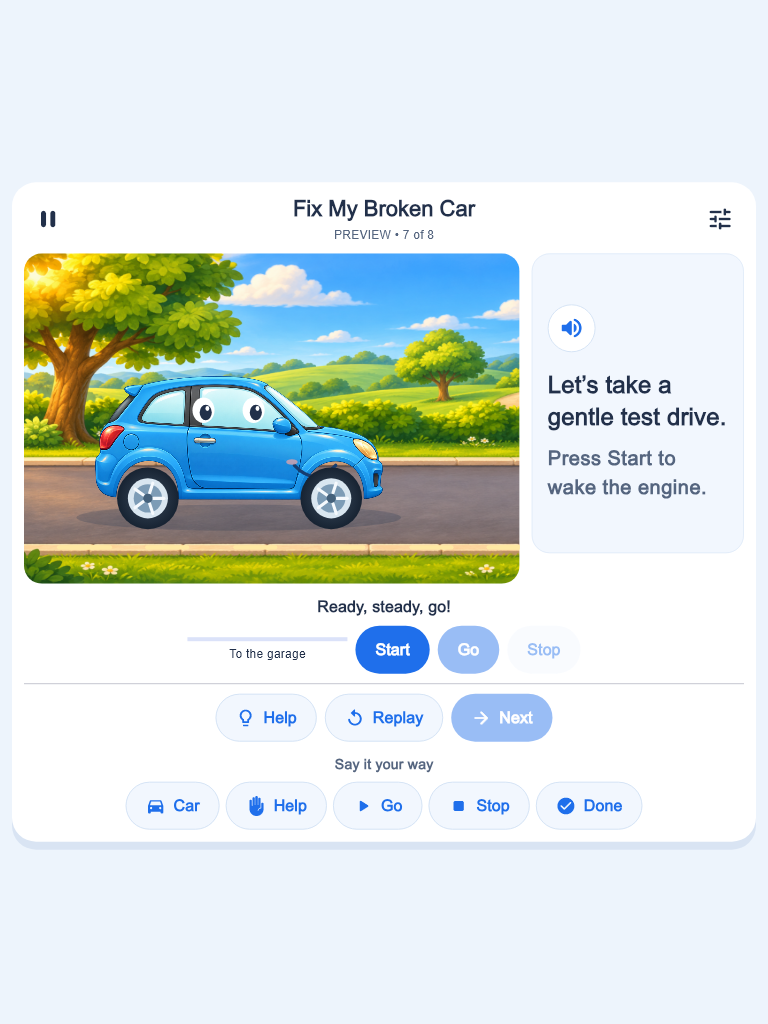 Fix My Broken Car
PREVIEW • 7 of 8
Let’s take a
gentle test drive.
Press Start to
wake the engine.
Ready, steady, go!
To the garage
Start
Go
Stop
Help
Replay
Next
Say it your way
Car
Help
Go
Stop
Done